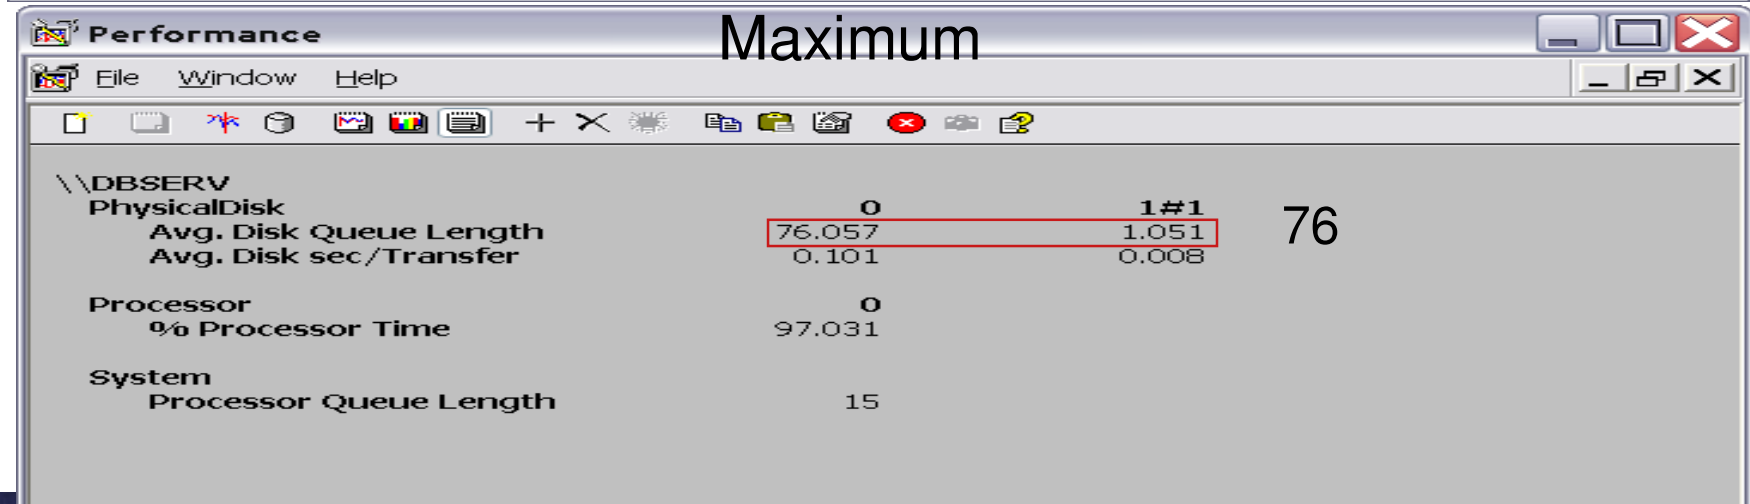 Performance
Maximum
File Window Help
\\DBSERV
PhysicalDisk 0 1#1
Avg. Disk Queue Length 76.057 1.051 76
Avg. Disk sec/Transfer 0.101 0.008
Processor 0
% Processor Time 97.031
System
Processor Queue Length 15